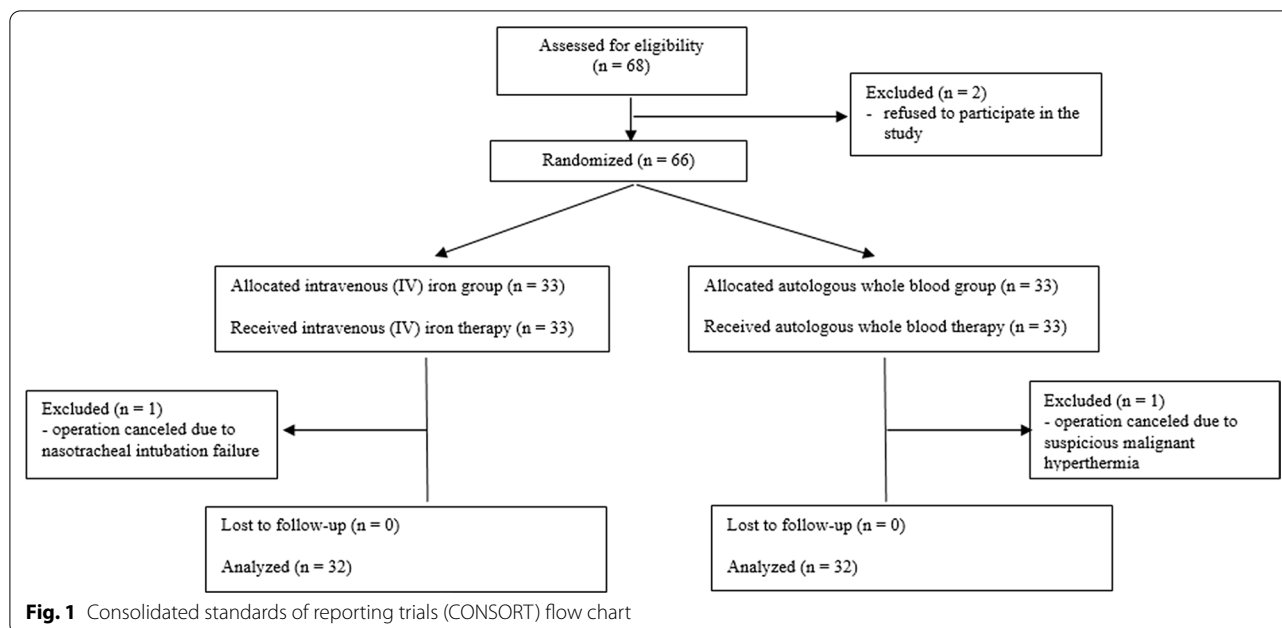 Assessed for eligibility
(n = 68)
Excluded (n = 2)
- refused to participate in the
study
Randomized (n = 66)
Allocated intravenous (IV) iron group (n = 33)
Received intravenous (IV) iron therapy (n = 33)
Allocated autologous whole blood group (n = 33)
Received autologous whole blood therapy (n = 33)
Excluded (n = 1)
- operation canceled due to
nasotracheal intubation failure
Excluded (n = 1)
- operation canceled due to
suspicious malignant
hyperthermia
Lost to follow-up (n = 0)
Analyzed (n = 32)
Lost to follow-up (n = 0)
Analyzed (n = 32)
Fig. 1 Consolidated standards of reporting trials (CONSORT) flow chart